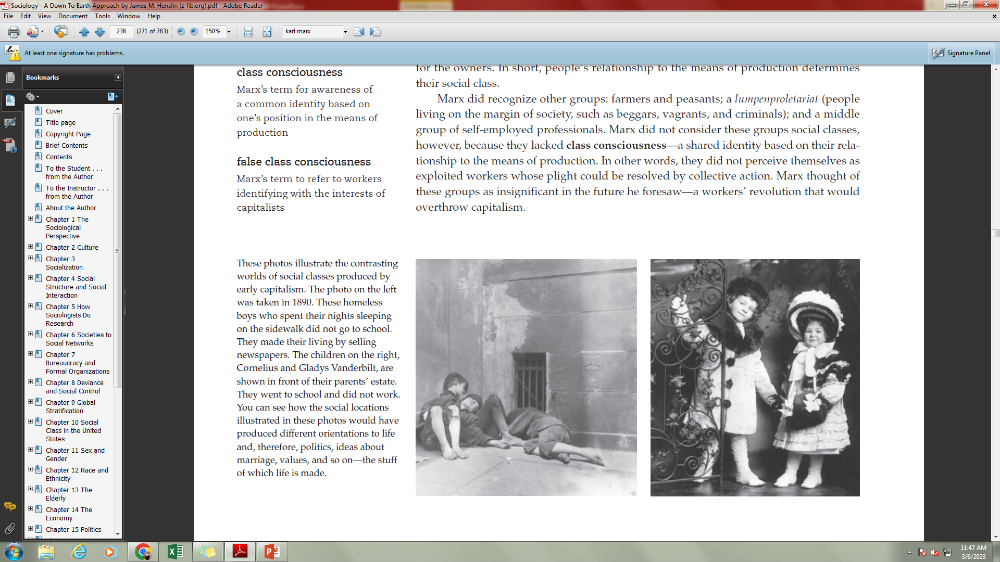 Sociology - A Down To Earth Approach by James M. Henslin (z-lib.org).pdf - Adobe Reader
File Edit View Document Tools Window Help
238 (271 of 783) 150% karl marx
At least one signature has problems.
Signature Panel
Bookmarks
Cover
Title page
Copyright Page
Brief Contents
Contents
To the Student . . .
from the Author
To the Instructor . . .
from the Author
About the Author
Chapter 1 The
Sociological
Perspective
Chapter 2 Culture
Chapter 3
Socialization
Chapter 4 Social
Structure and Social
Interaction
Chapter 5 How
Sociologists Do
Research
Chapter 6 Societies to
Social Networks
Chapter 7
Bureaucracy and
Formal Organizations
Chapter 8 Deviance
and Social Control
Chapter 9 Global
Stratification
Chapter 10 Social
Class in the United
States
Chapter 11 Sex and
Gender
Chapter 12 Race and
Ethnicity
Chapter 13 The
Elderly
Chapter 14 The
Economy
Chapter 15 Politics
class consciousness
Marx's term for awareness of
a common identity based on
one's position in the means of
production
false class consciousness
Marx's term to refer to workers
identifying with the interests of
capitalists
for the owners. In short, people's relationship to the means of production determines
their social class.
Marx did recognize other groups: farmers and peasants; a lumpenproletariat (people
living on the margin of society, such as beggars, vagrants, and criminals); and a middle
group of self-employed professionals. Marx did not consider these groups social classes,
however, because they lacked class consciousness—a shared identity based on their rela-
tionship to the means of production. In other words, they did not perceive themselves as
exploited workers whose plight could be resolved by collective action. Marx thought of
these groups as insignificant in the future he foresaw—a workers' revolution that would
overthrow capitalism.
These photos illustrate the contrasting
worlds of social classes produced by
early capitalism. The photo on the left
was taken in 1890. These homeless
boys who spent their nights sleeping
on the sidewalk did not go to school.
They made their living by selling
newspapers. The children on the right,
Cornelius and Gladys Vanderbilt, are
shown in front of their parents' estate.
They went to school and did not work.
You can see how the social locations
illustrated in these photos would have
produced different orientations to life
and, therefore, politics, ideas about
marriage, values, and so on—the stuff
of which life is made.
11:47 AM
3/6/2023